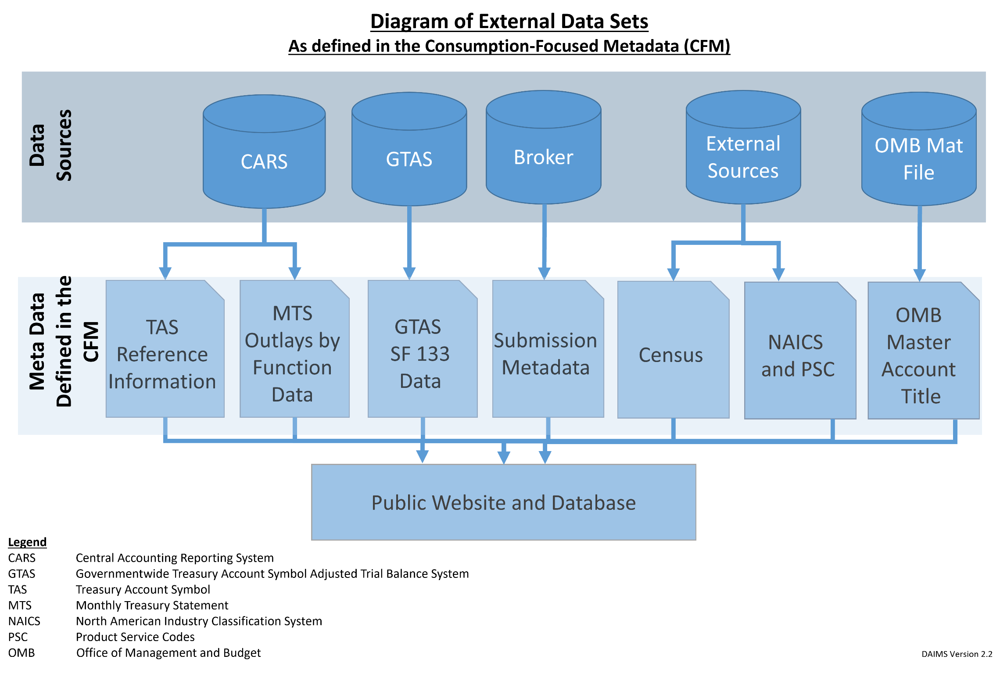 Diagram of External Data Sets
As defined in the Consumption-Focused Metadata (CFM)
Data
Sources
CARS
GTAS
Broker
External
Sources
OMB Mat
File
Meta Data
Defined in the
CFM
TAS
Reference
Information
MTS
Outlays by
Function
Data
GTAS
SF 133
Data
Submission
Metadata
Census
NAICS
and PSC
OMB
Master
Account
Title
Public Website and Database
Legend
CARS Central Accounting Reporting System
GTAS Governmentwide Treasury Account Symbol Adjusted Trial Balance System
TAS Treasury Account Symbol
MTS Monthly Treasury Statement
NAICS North American Industry Classification System
PSC Product Service Codes
OMB Office of Management and Budget
DAIMS Version 2.2